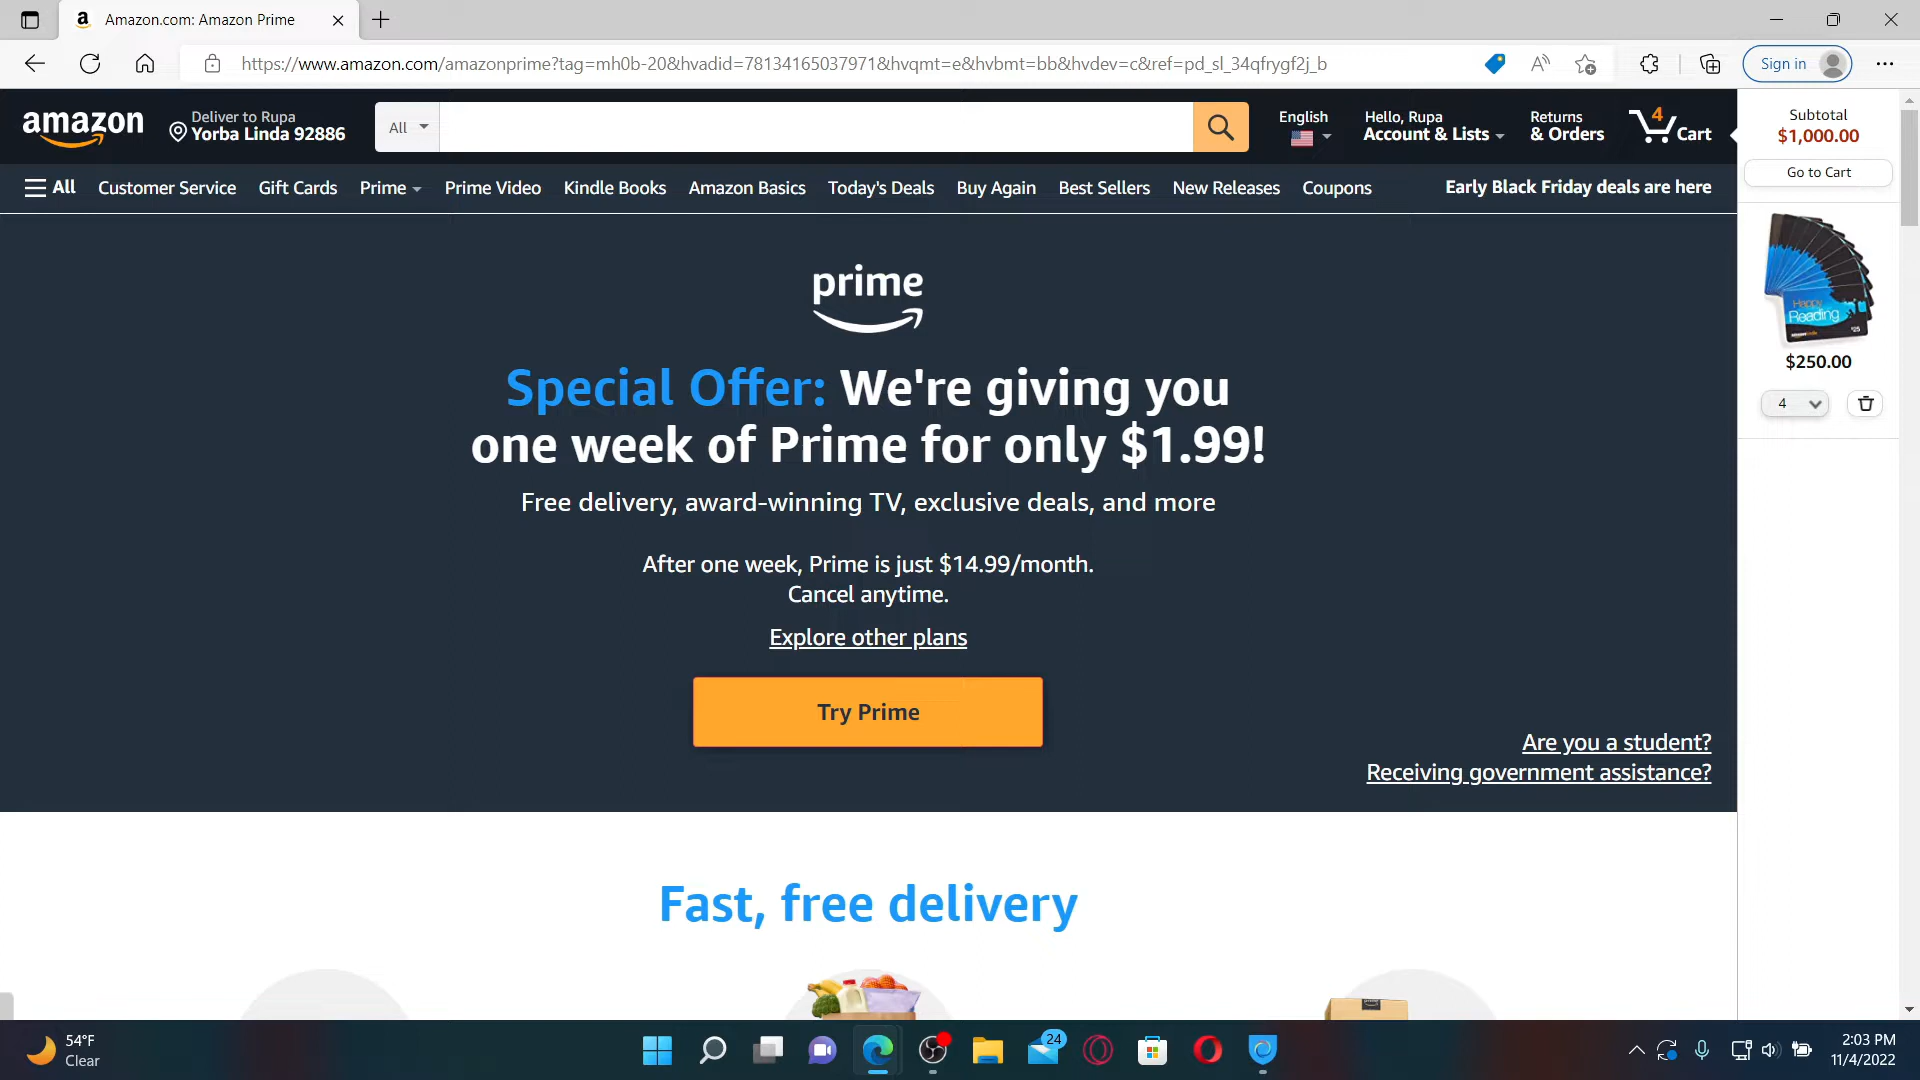 Amazon.com: Amazon Prime
https://www.amazon.com/amazonprime?tag=mh0b-20&hvadid=78134165037971&hvqmt=e&hvbmt=bb&hvdev=c&ref=pd_sl_34qfrygf2j_b
Sign in
amazon
Deliver to Rupa
Yorba Linda 92886
All
English
Hello, Rupa
Account & Lists
Returns
& Orders
4
Cart
Subtotal
$1,000.00
Go to Cart
All
Customer Service
Gift Cards
Prime
Prime Video
Kindle Books
Amazon Basics
Today's Deals
Buy Again
Best Sellers
New Releases
Coupons
Early Black Friday deals are here
Happy
Reading
$25
$250.00
4
prime
Special Offer: We're giving you
one week of Prime for only $1.99!
Free delivery, award-winning TV, exclusive deals, and more
After one week, Prime is just $14.99/month.
Cancel anytime.
Explore other plans
Try Prime
Are you a student?
Receiving government assistance?
Fast, free delivery
54°F
Clear
24
2:03 PM
11/4/2022